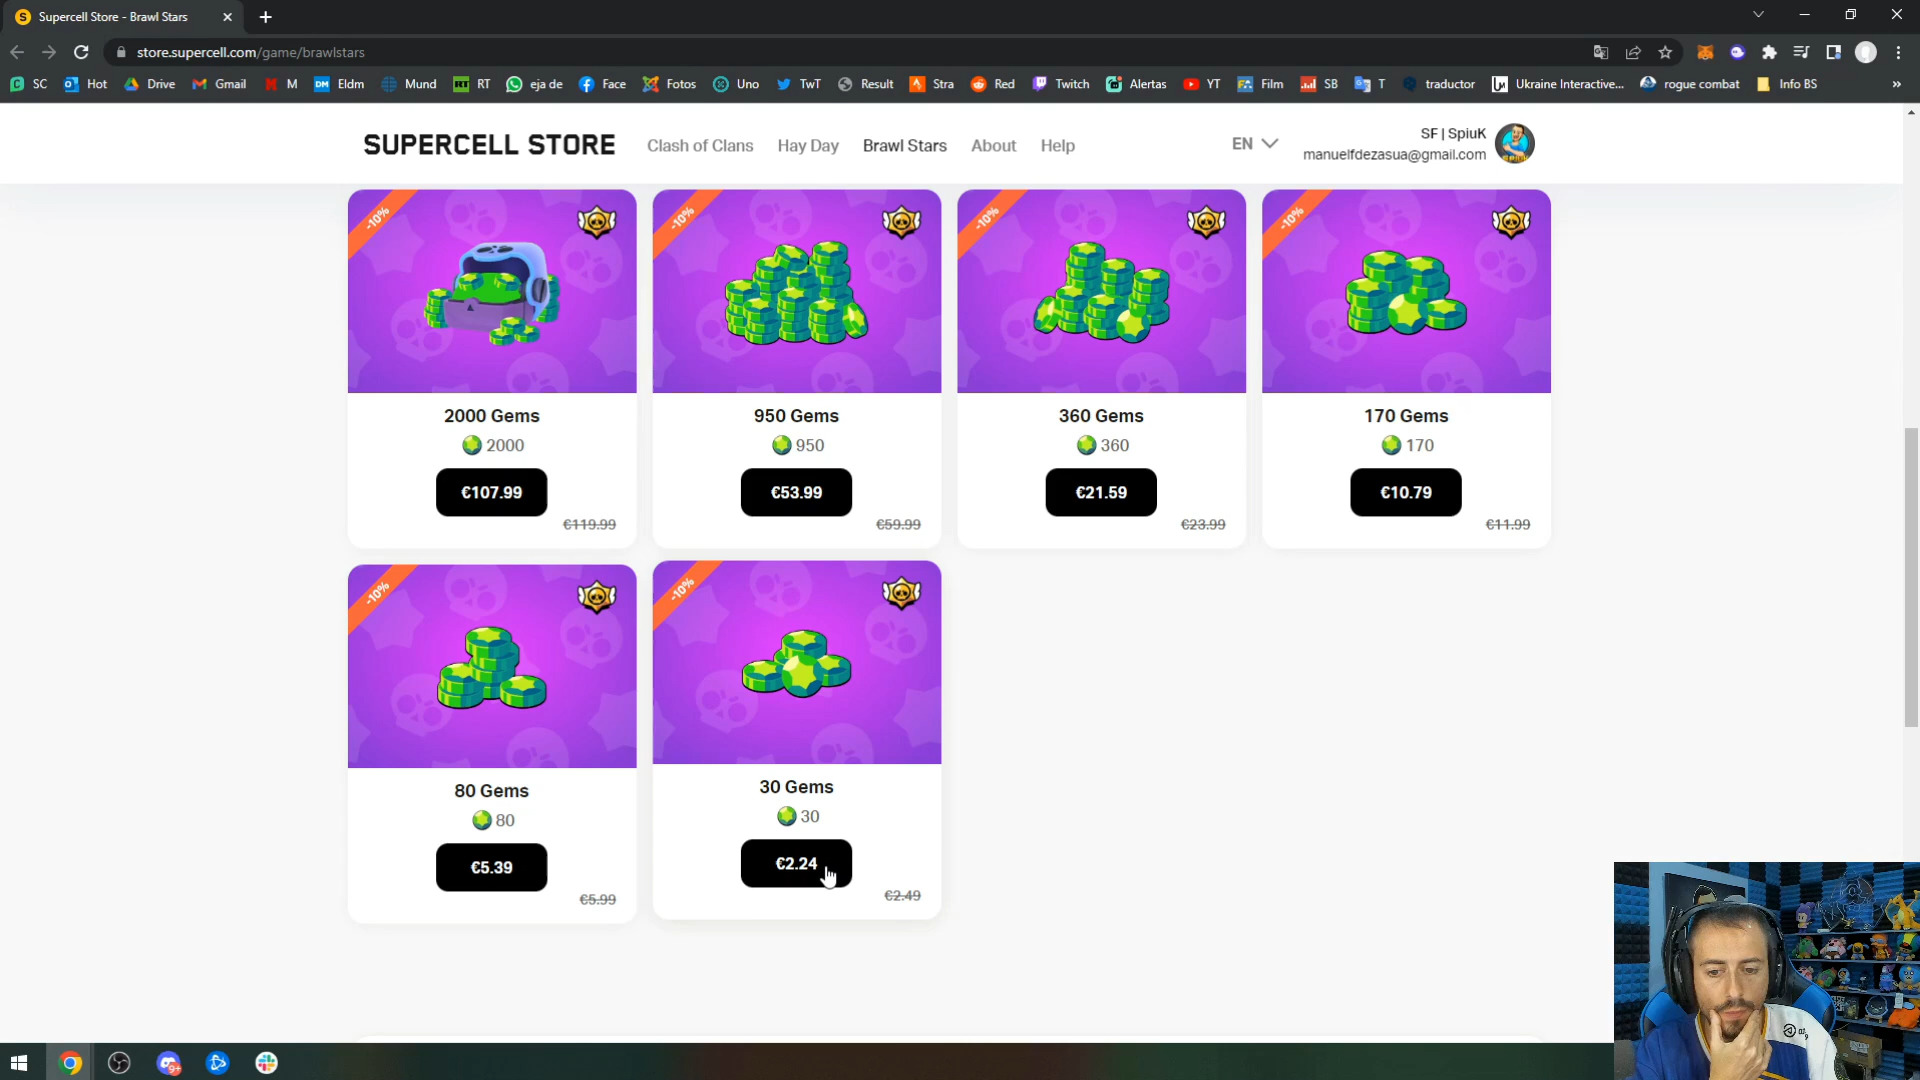 Supercell Store - Brawl Stars
store.supercell.com/game/brawlstars
SC Hot Drive Gmail M Eldm Mund RT eja de Face Fotos Uno TwT Result Stra Red Twitch Alertas YT Film SB T traductor Ukraine Interactive... rogue combat Info BS »
SUPERCELL STORE Clash of Clans Hay Day Brawl Stars About Help EN
SF | SpiuK
manuelfdezasua@gmail.com
-10% -10% -10% -10%
2000 Gems 950 Gems 360 Gems 170 Gems
2000 950 360 170
€107.99 €53.99 €21.59 €10.79
€119.99 €59.99 €23.99 €11.99
-10% -10%
80 Gems 30 Gems
80 30
€5.39 €2.24
€5.99 €2.49
9+